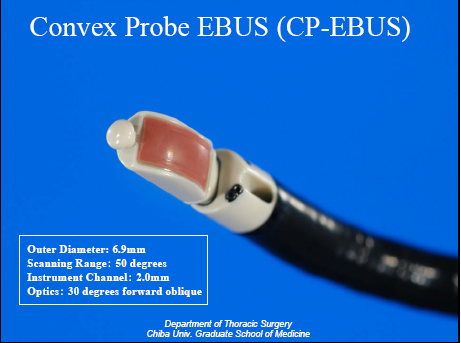 Convex Probe EBUS (CP-EBUS)
Outer Diameter: 6.9mm
Scanning Range: 50 degrees
Instrument Channel: 2.0mm
Optics: 30 degrees forward oblique
Department of Thoracic Surgery
Chiba Univ. Graduate School of Medicine